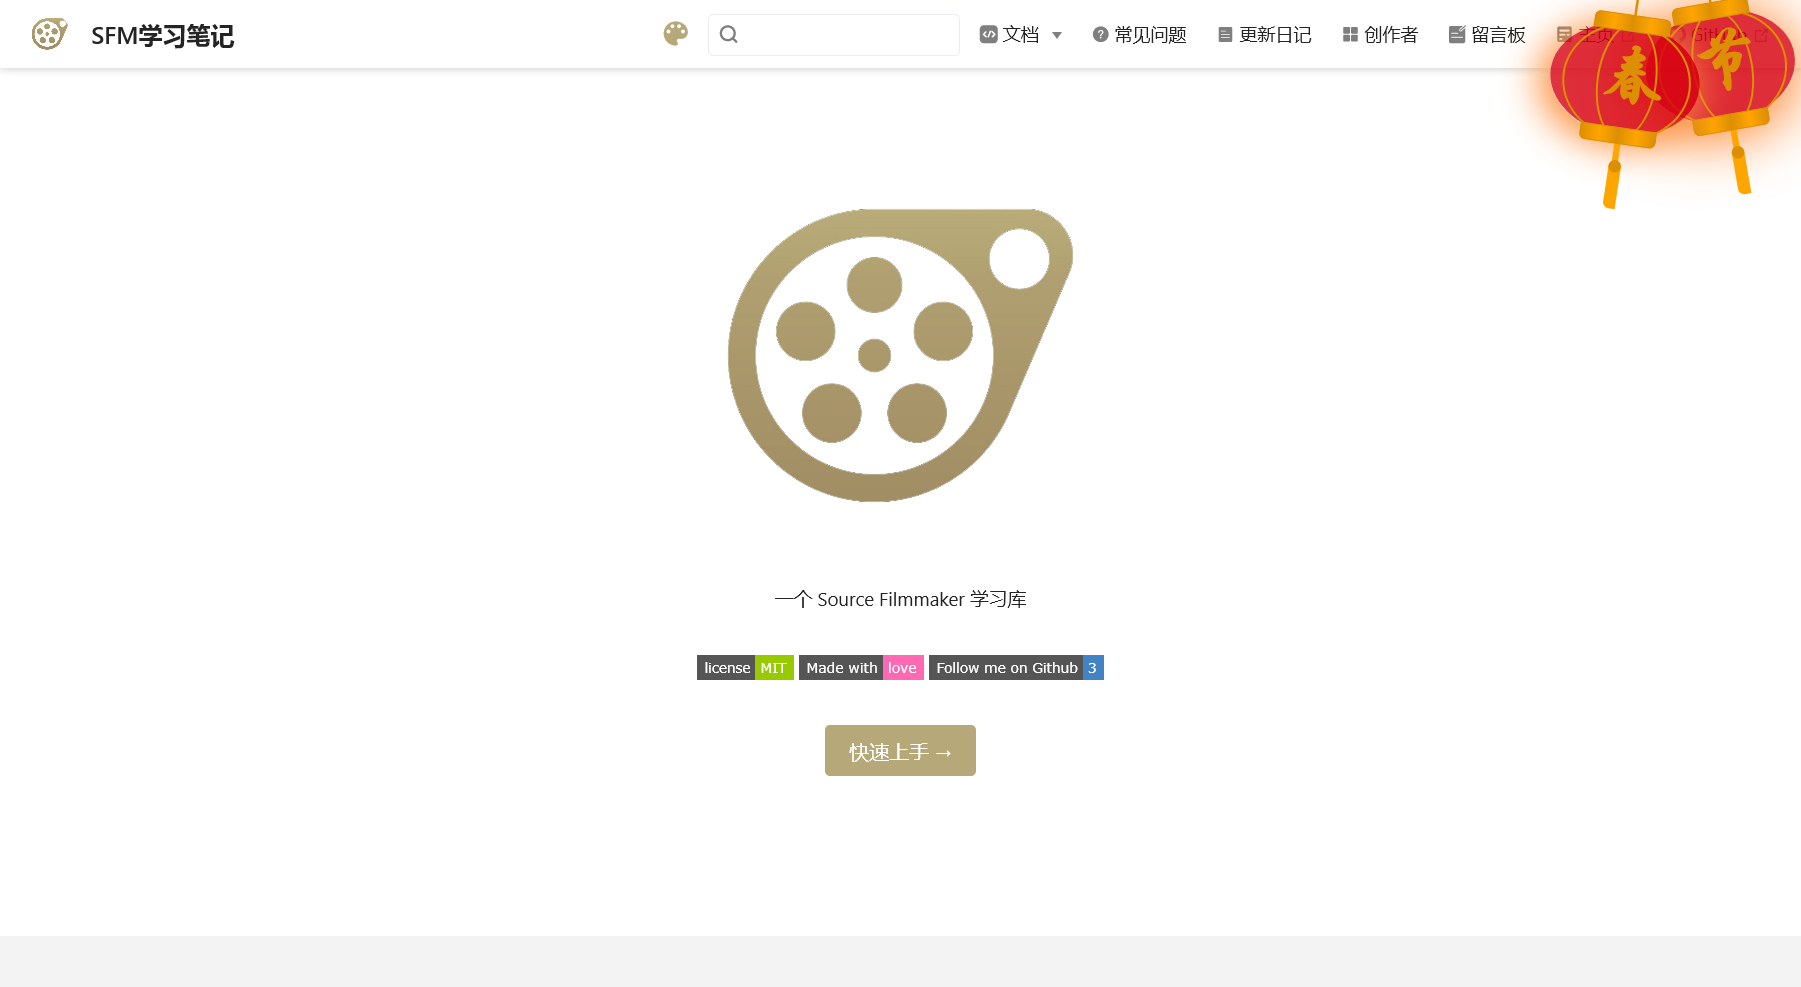 SFM学习笔记
文档
常见问题
更新日记
创作者
留言板
主页
GitHub
春
节
一个 Source Filmmaker 学习库
license MIT
Made with love
Follow me on Github 3
快速上手 →